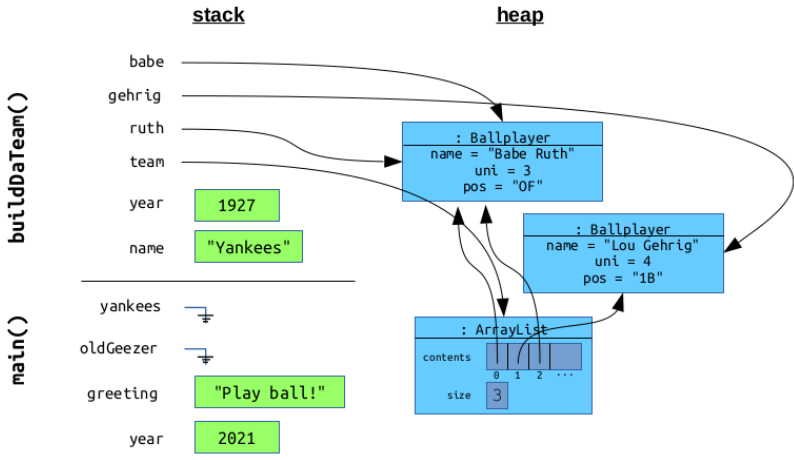 stack
heap
buildDaTeam()
babe
gehrig
ruth
team
year
1927
name
"Yankees"
main()
yankees
oldGeezer
greeting
"Play ball!"
year
2021
: Ballplayer
name = "Babe Ruth"
uni = 3
pos = "OF"
: Ballplayer
name = "Lou Gehrig"
uni = 4
pos = "1B"
: ArrayList
contents
0 1 2 ...
size
3